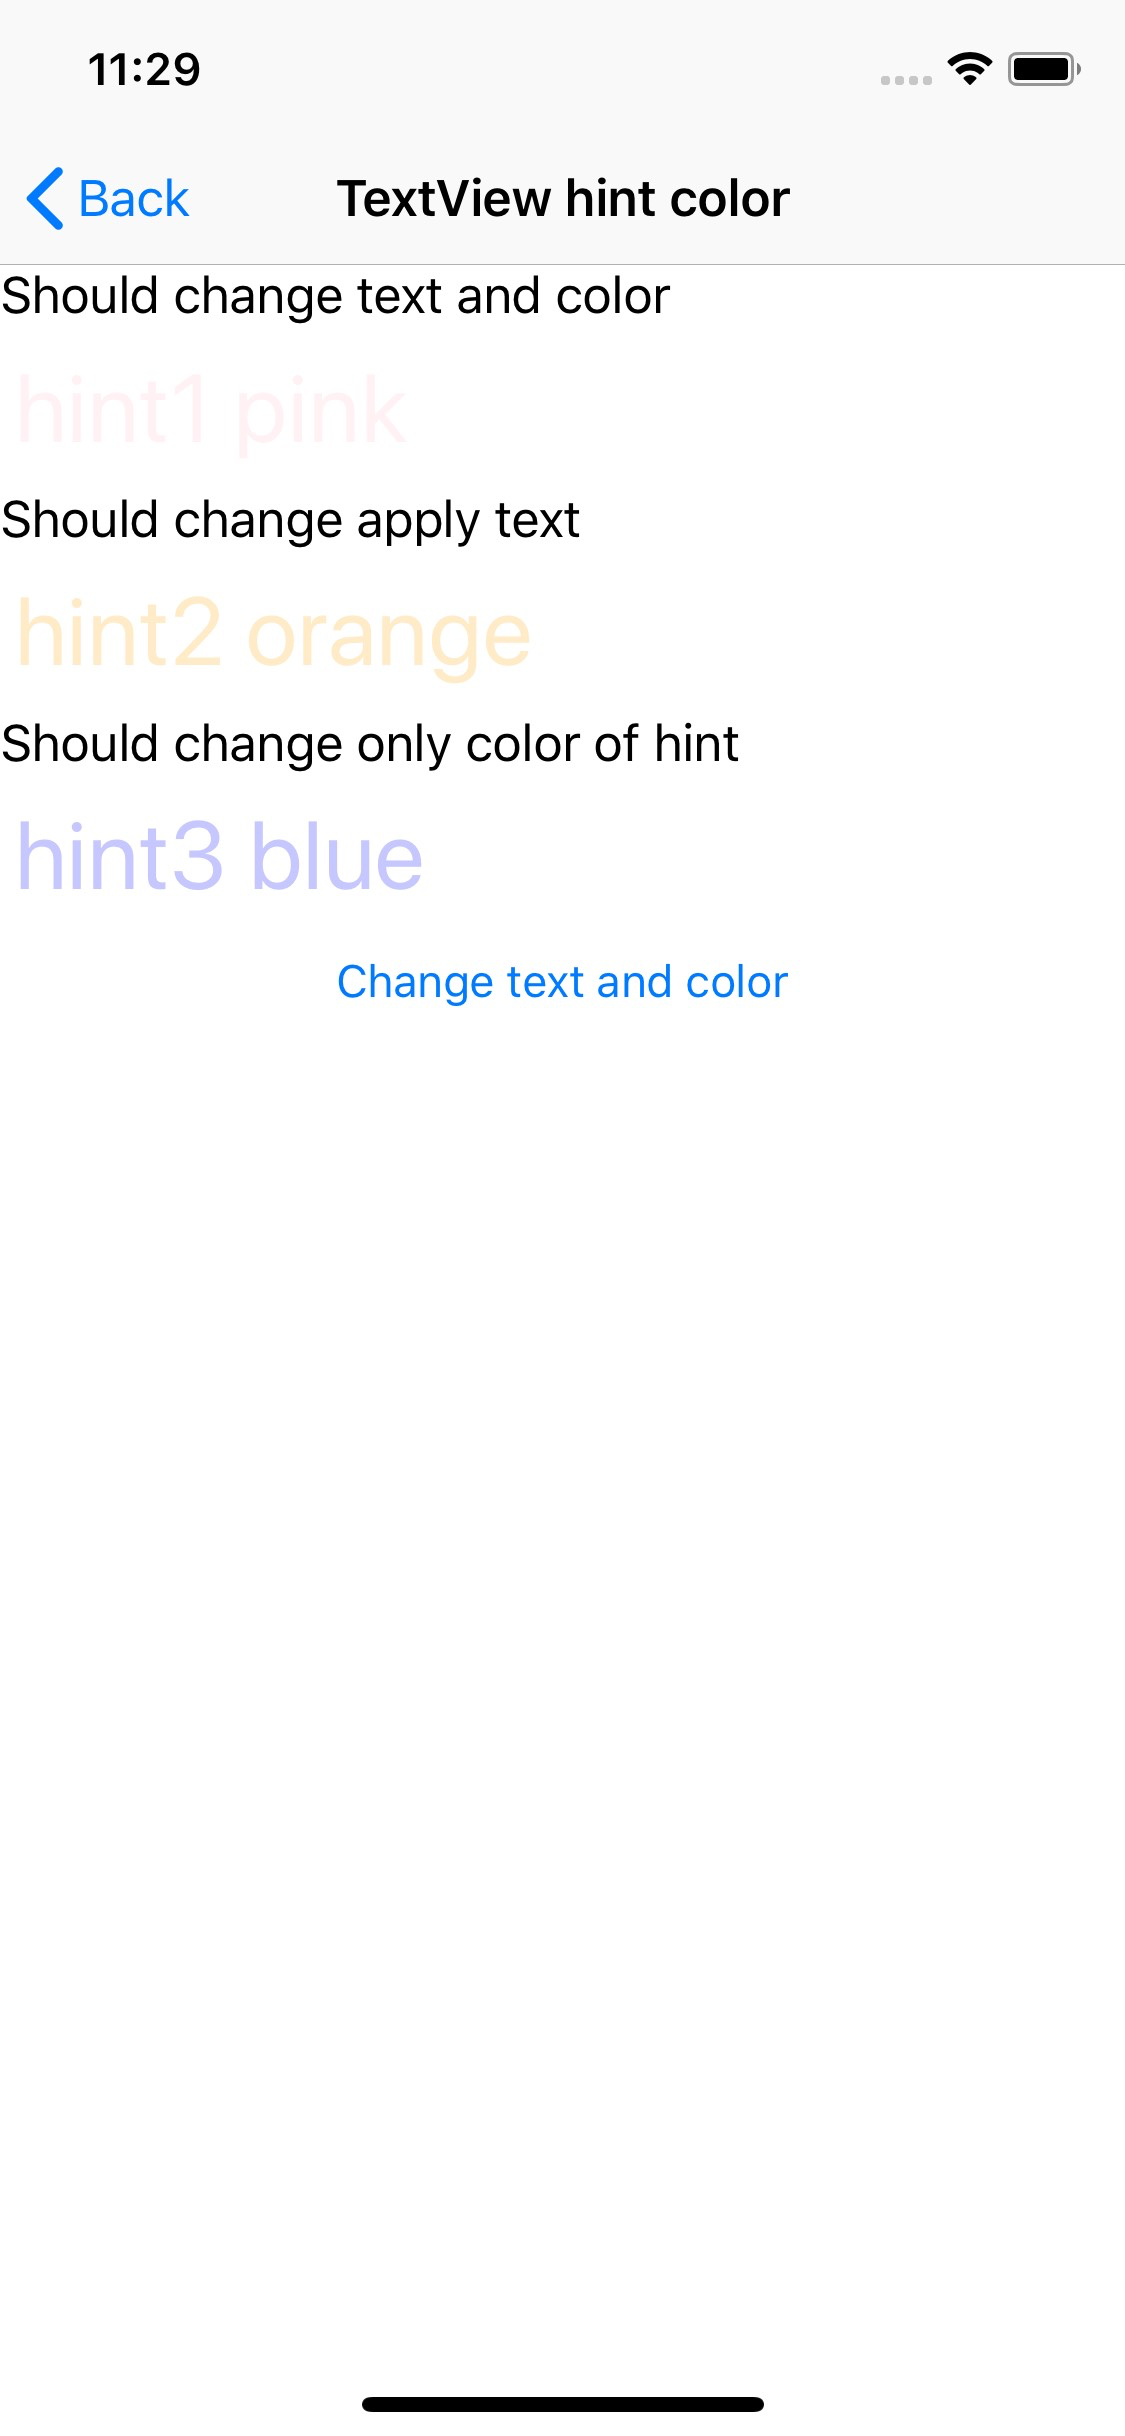 11:29
Back
TextView hint color
Should change text and color
hint1 pink
Should change apply text
hint2 orange
Should change only color of hint
hint3 blue
Change text and color